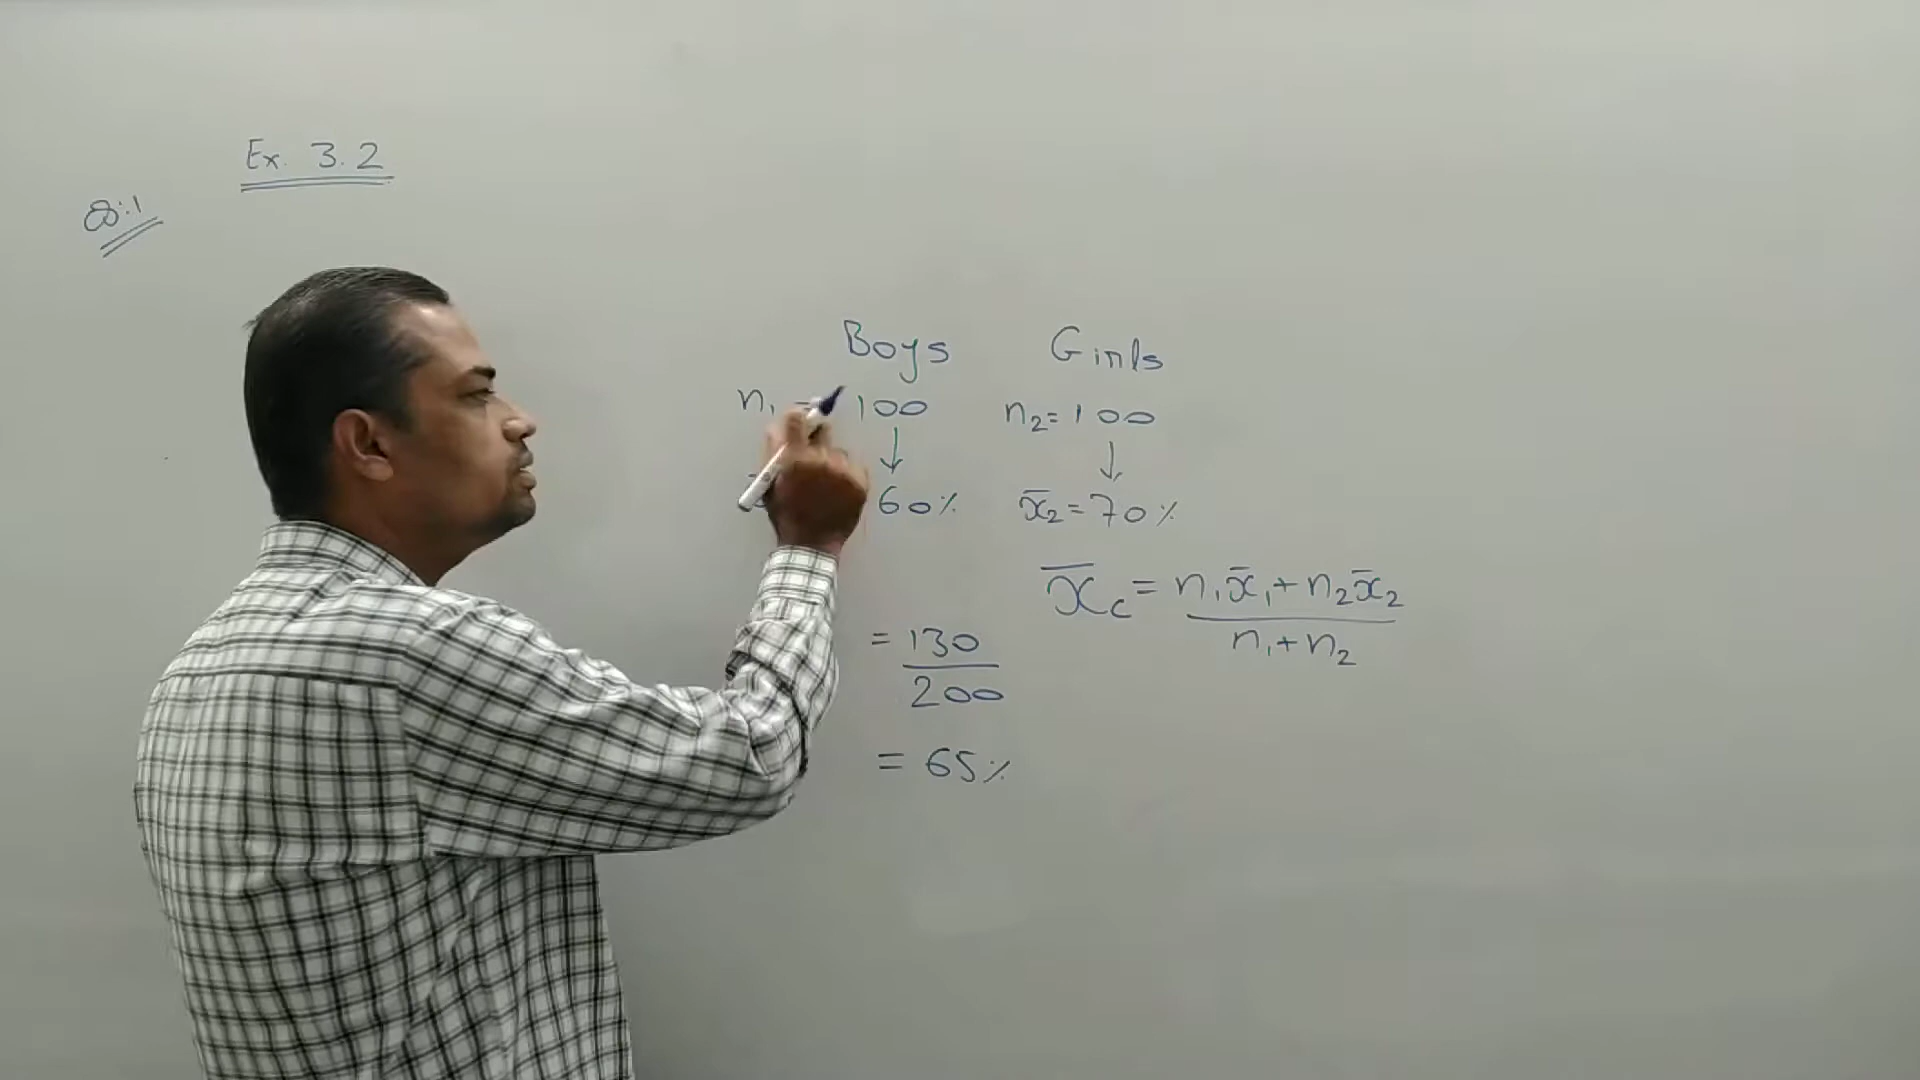 Ex. 3.2
Q:1
Boys Girls
n₁ = 100 n₂ = 100
↓ ↓
60% x̄₂ = 70%
x̄c = n₁x̄₁ + n₂x̄₂
n₁ + n₂
= 130
200
= 65%